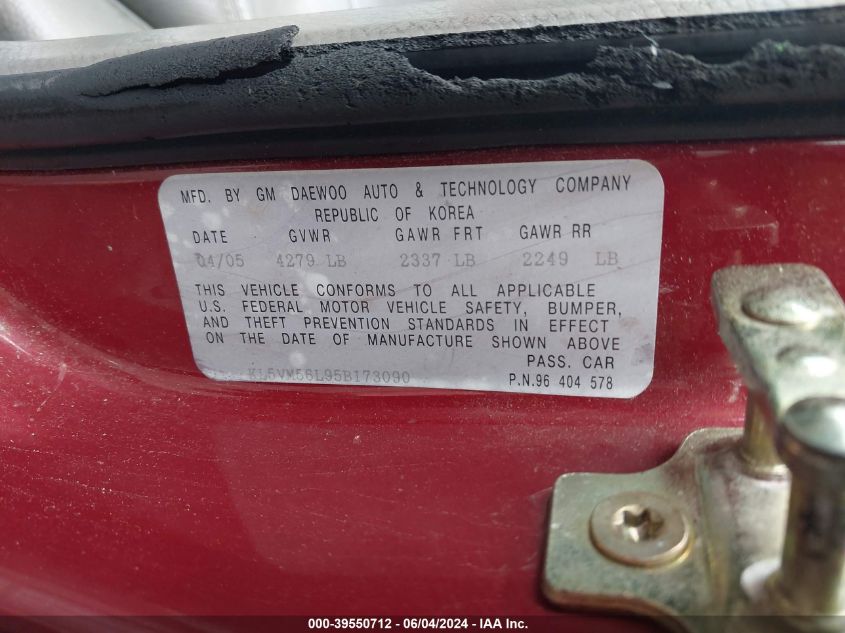 MFD. BY GM DAEWOO AUTO & TECHNOLOGY COMPANY
REPUBLIC OF KOREA
DATE GVWR GAWR FRT GAWR RR
04/05 4279 LB 2337 LB 2249 LB
THIS VEHICLE CONFORMS TO ALL APPLICABLE
U.S. FEDERAL MOTOR VEHICLE SAFETY, BUMPER,
AND THEFT PREVENTION STANDARDS IN EFFECT
ON THE DATE OF MANUFACTURE SHOWN ABOVE
PASS. CAR
KL5VM56L95B173090 P.N.96 404 578
000-39550712 - 06/04/2024 - IAA Inc.